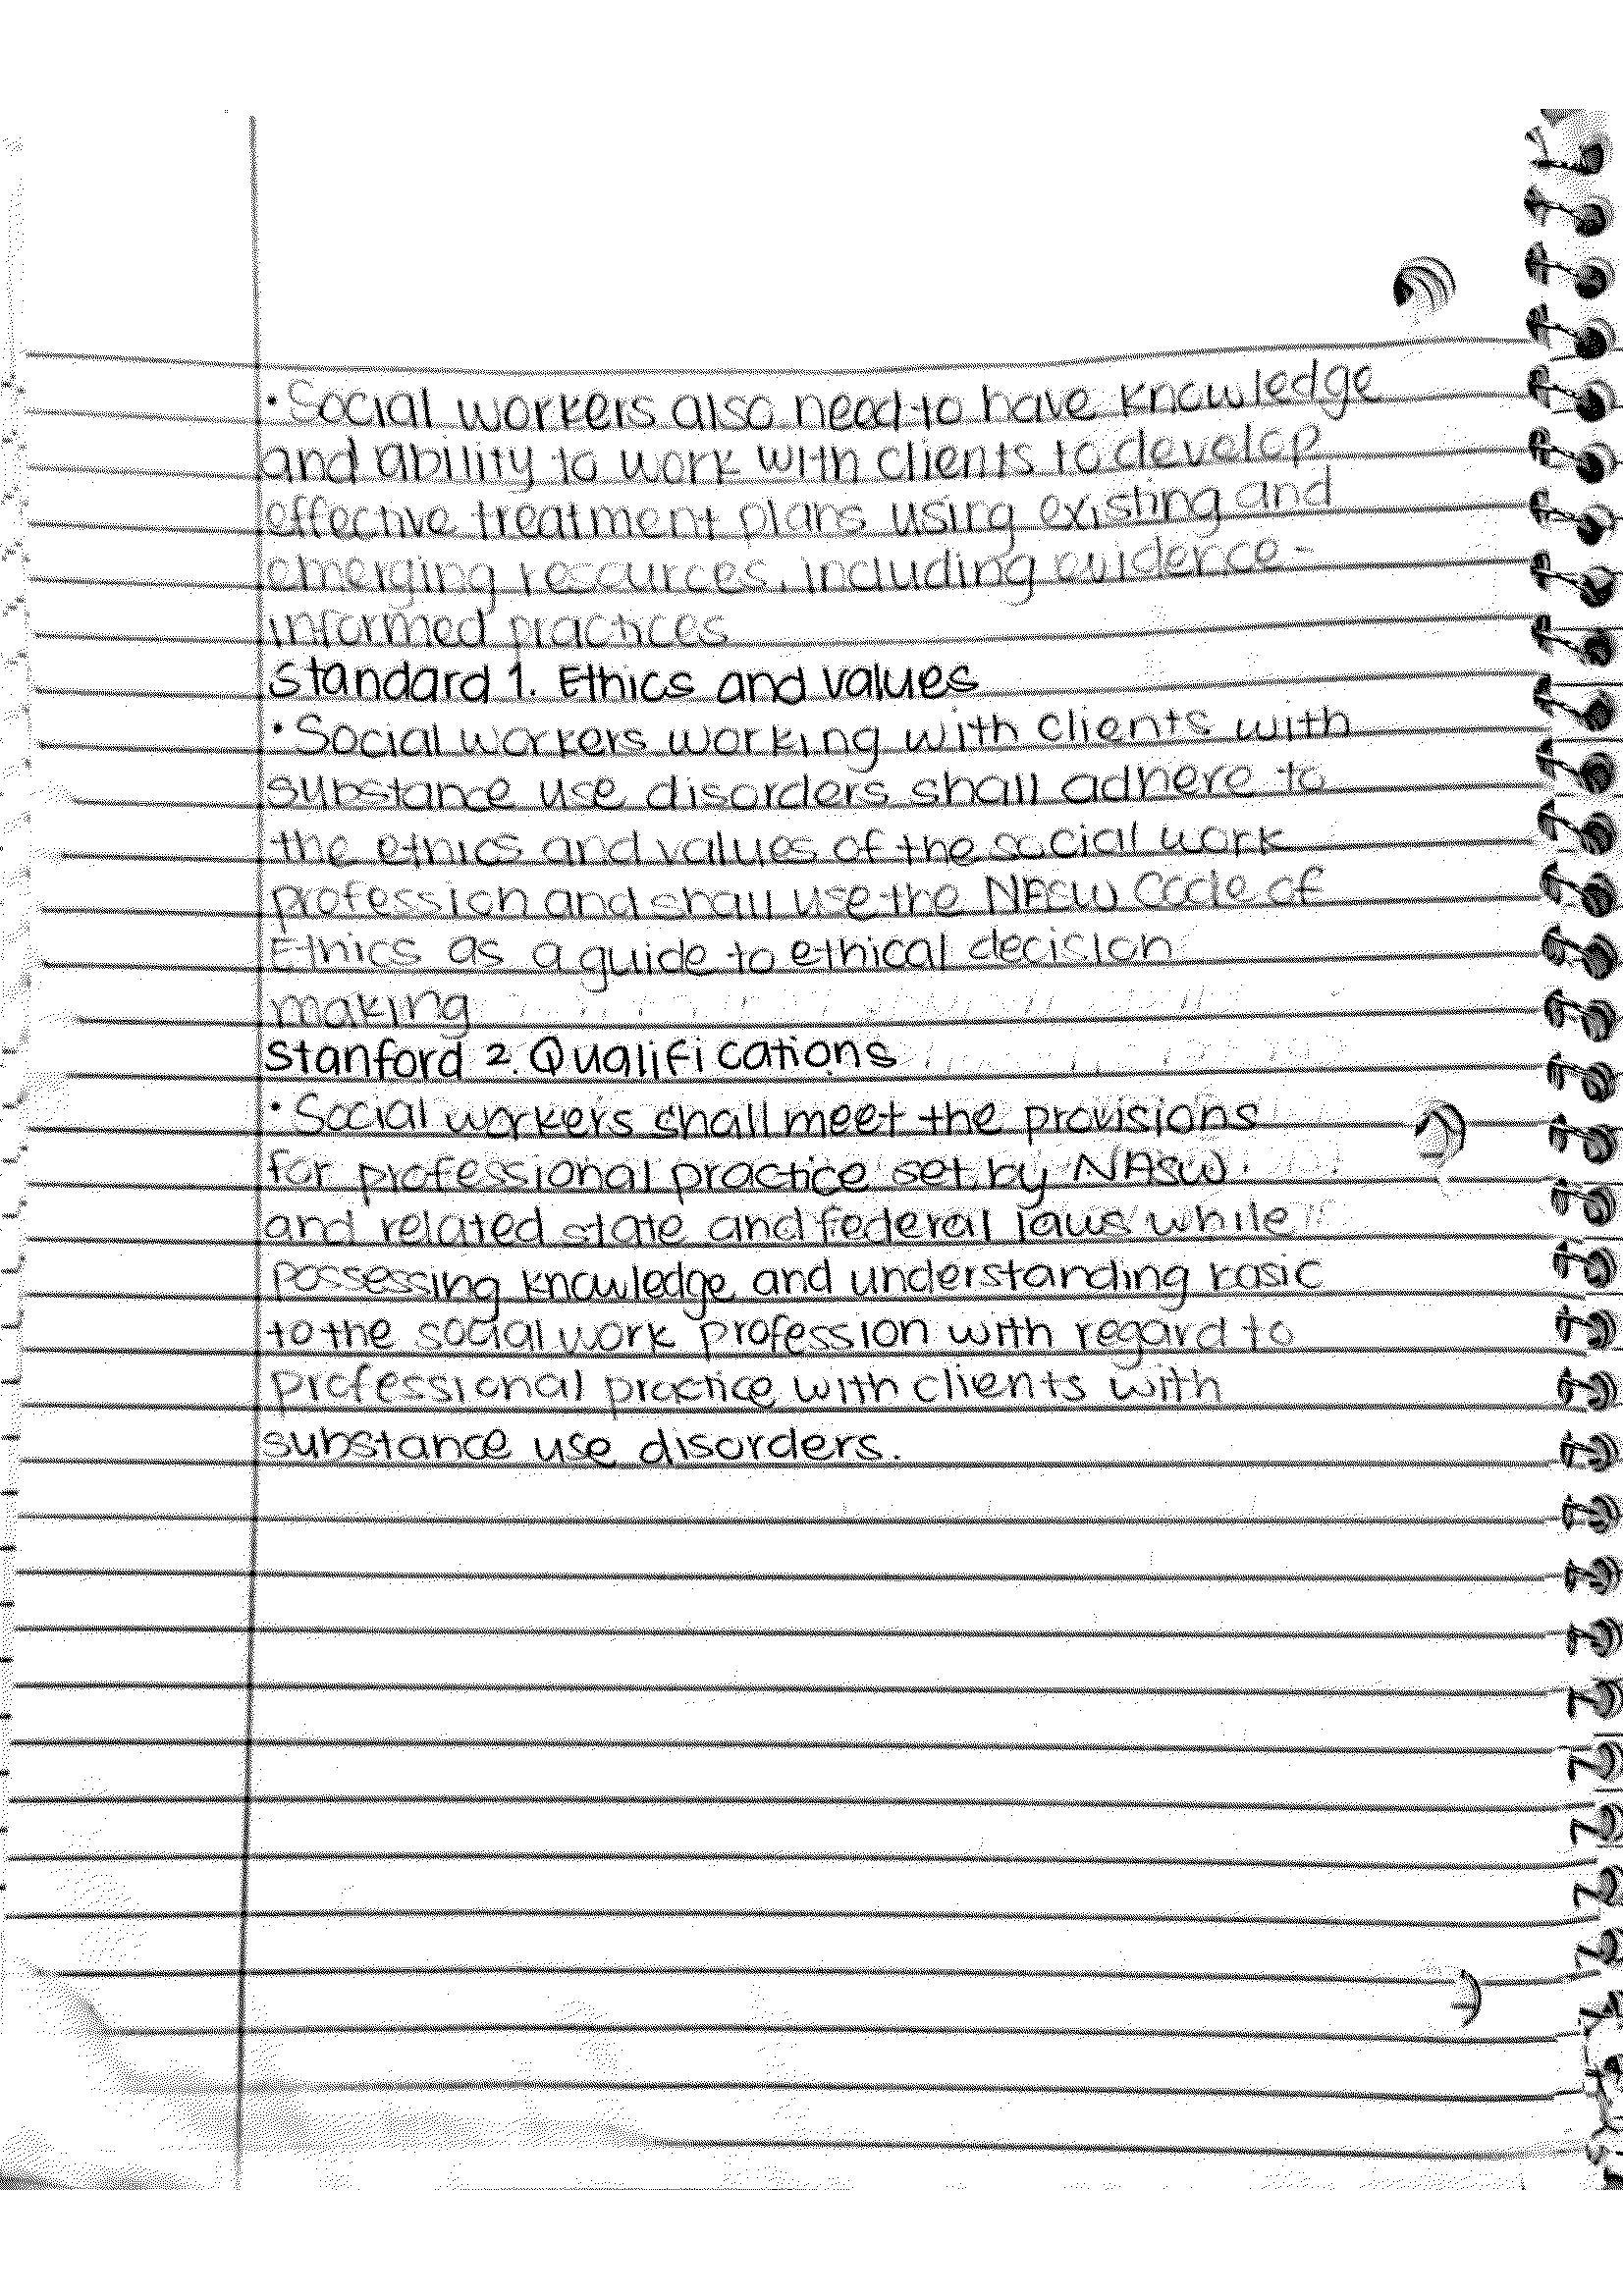 • Social workers also need to have knowledge
and ability to work with clients to develop
effective treatment plans using existing and
emerging resources, including evidence-
informed practices
Standard 1. Ethics and values
• Social workers working with clients with
substance use disorders shall adhere to
the ethics and values of the social work
profession and shall use the NASW Code of
Ethics as a guide to ethical decision
making
Stanford 2. Qualifications
• Social workers shall meet the provisions
for professional practice set by NASW
and related state and federal laws while
possessing knowledge and understanding basic
to the social work profession with regard to
professional practice with clients with
substance use disorders.